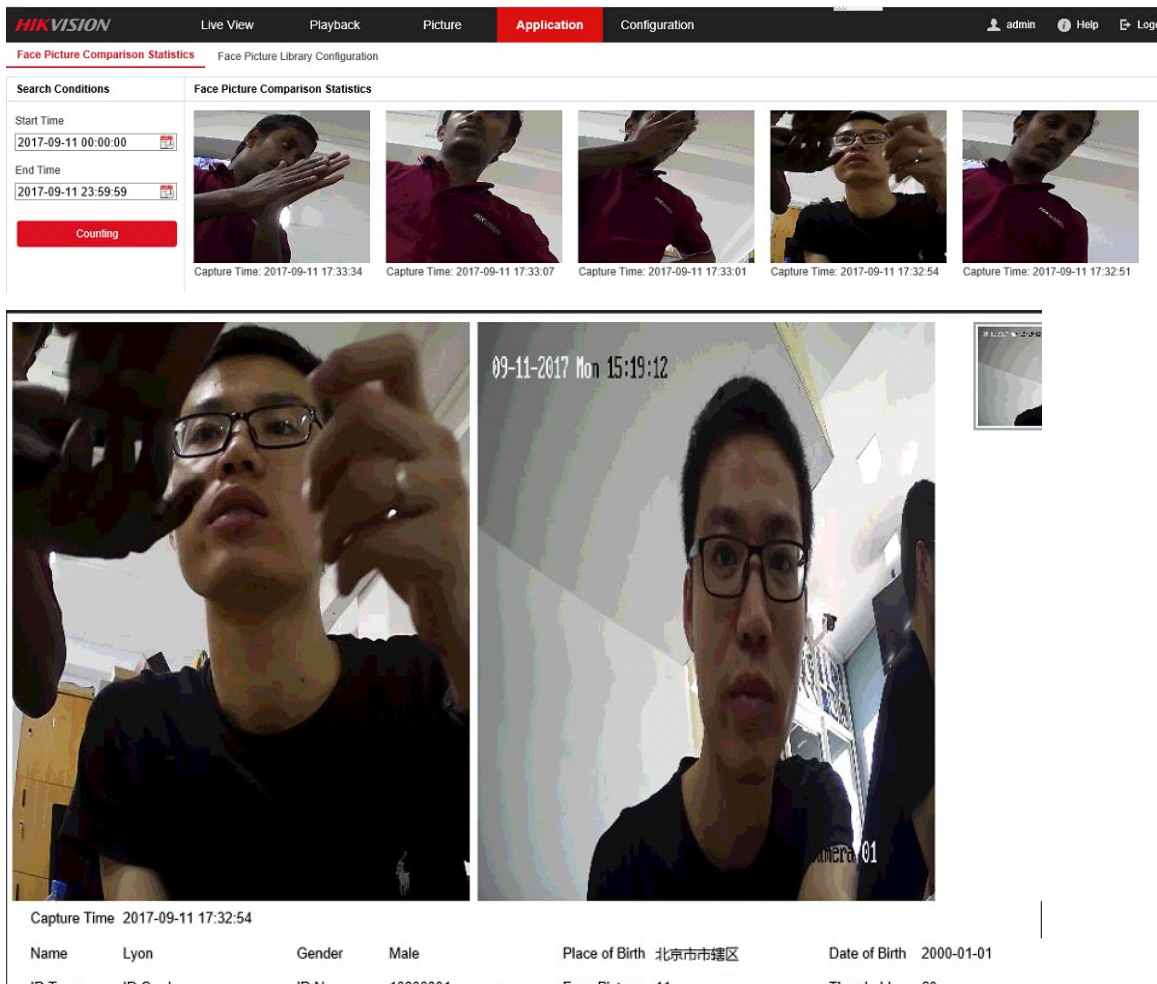 HIKVISION Live View Playback Picture Application Configuration admin Help Logo
Face Picture Comparison Statistics Face Picture Library Configuration
Search Conditions Face Picture Comparison Statistics
Start Time
2017-09-11 00:00:00
End Time
2017-09-11 23:59:59
Counting
HIKVISION
HIKVISION
HIKVISION
Capture Time: 2017-09-11 17:33:34 Capture Time: 2017-09-11 17:33:07 Capture Time: 2017-09-11 17:33:01 Capture Time: 2017-09-11 17:32:54 Capture Time: 2017-09-11 17:32:51
09-11-2017 Mon 15:19:12
Camera 01
Capture Time 2017-09-11 17:32:54
Name Lyon Gender Male Place of Birth 北京市市辖区 Date of Birth 2000-01-01